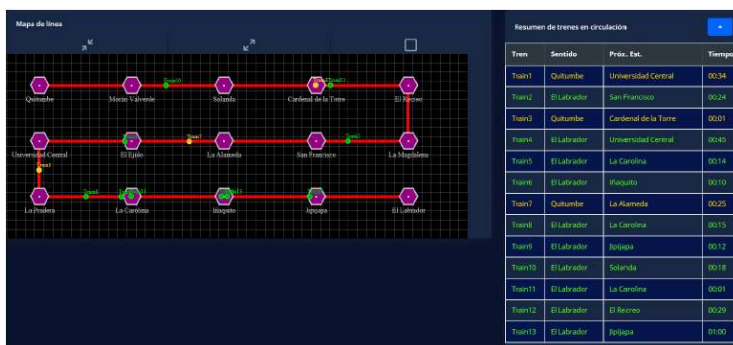 Mapa de línea
Train10
Quitumbe
Morán Valverde
Solanda
Cardenal de la Torre
El Recreo
Universidad Central
El Ejido
La Alameda
San Francisco
La Magdalena
La Pradera
La Carolina
Iñaquito
Jipijapa
El Labrador
Resumen de trenes en circulación
Tren Sentido Próx. Est. Tiempo
Train1 Quitumbe Universidad Central 00:34
Train2 El Labrador San Francisco 00:24
Train3 Quitumbe Cardenal de la Torre 00:01
Train4 El Labrador Universidad Central 00:45
Train5 El Labrador La Carolina 00:14
Train6 El Labrador Iñaquito 00:10
Train7 Quitumbe La Alameda 00:25
Train8 El Labrador La Carolina 00:15
Train9 El Labrador Jipijapa 00:12
Train10 El Labrador Solanda 00:18
Train11 El Labrador La Carolina 00:01
Train12 El Labrador El Recreo 00:29
Train13 El Labrador Jipijapa 01:00